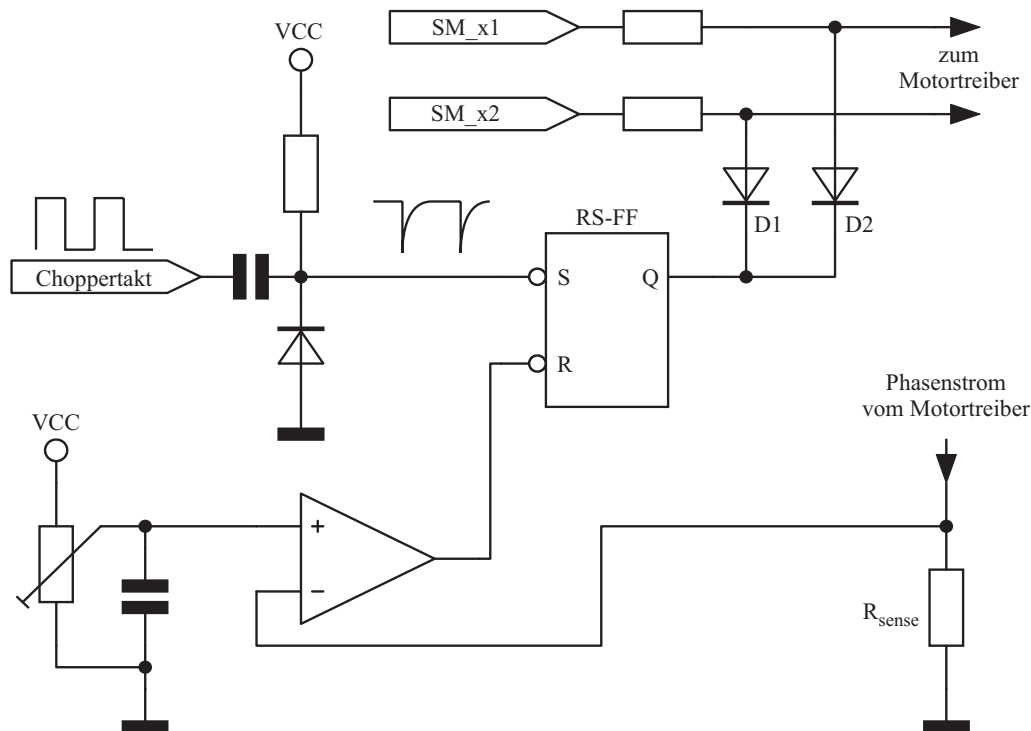 SM_x1
VCC
zum
Motortreiber
SM_x2
RS-FF
D1
D2
Choppertakt
S
Q
R
Phasenstrom
vom Motortreiber
VCC
+
−
Rsense